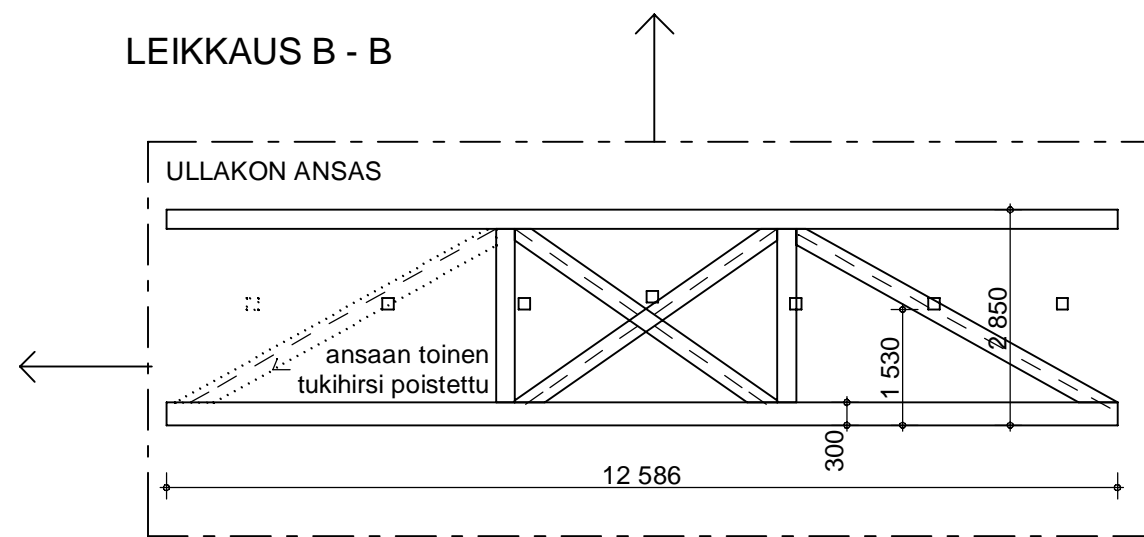 LEIKKAUS B - B
ULLAKON ANSAS
ansaan toinen
tukihirsi poistettu
2 850
1 530
300
12 586